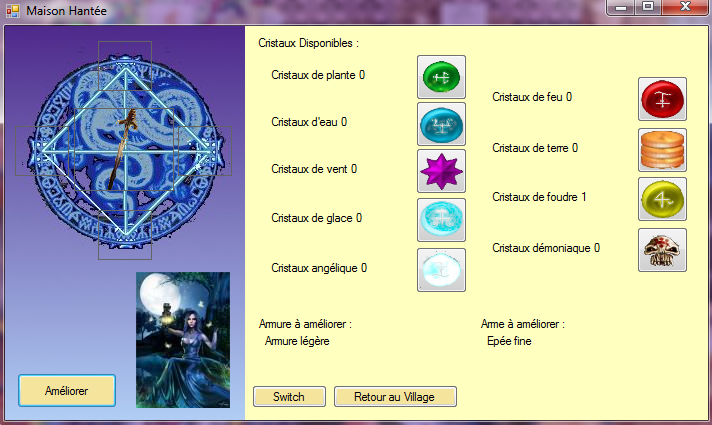 Maison Hantée
Cristaux Disponibles :
Cristaux de plante 0
Cristaux d'eau 0
Cristaux de vent 0
Cristaux de glace 0
Cristaux angélique 0
Cristaux de feu 0
Cristaux de terre 0
Cristaux de foudre 1
Cristaux démoniaque 0
Armure à améliorer :
Armure légère
Arme à améliorer :
Epée fine
Améliorer
Switch
Retour au Village